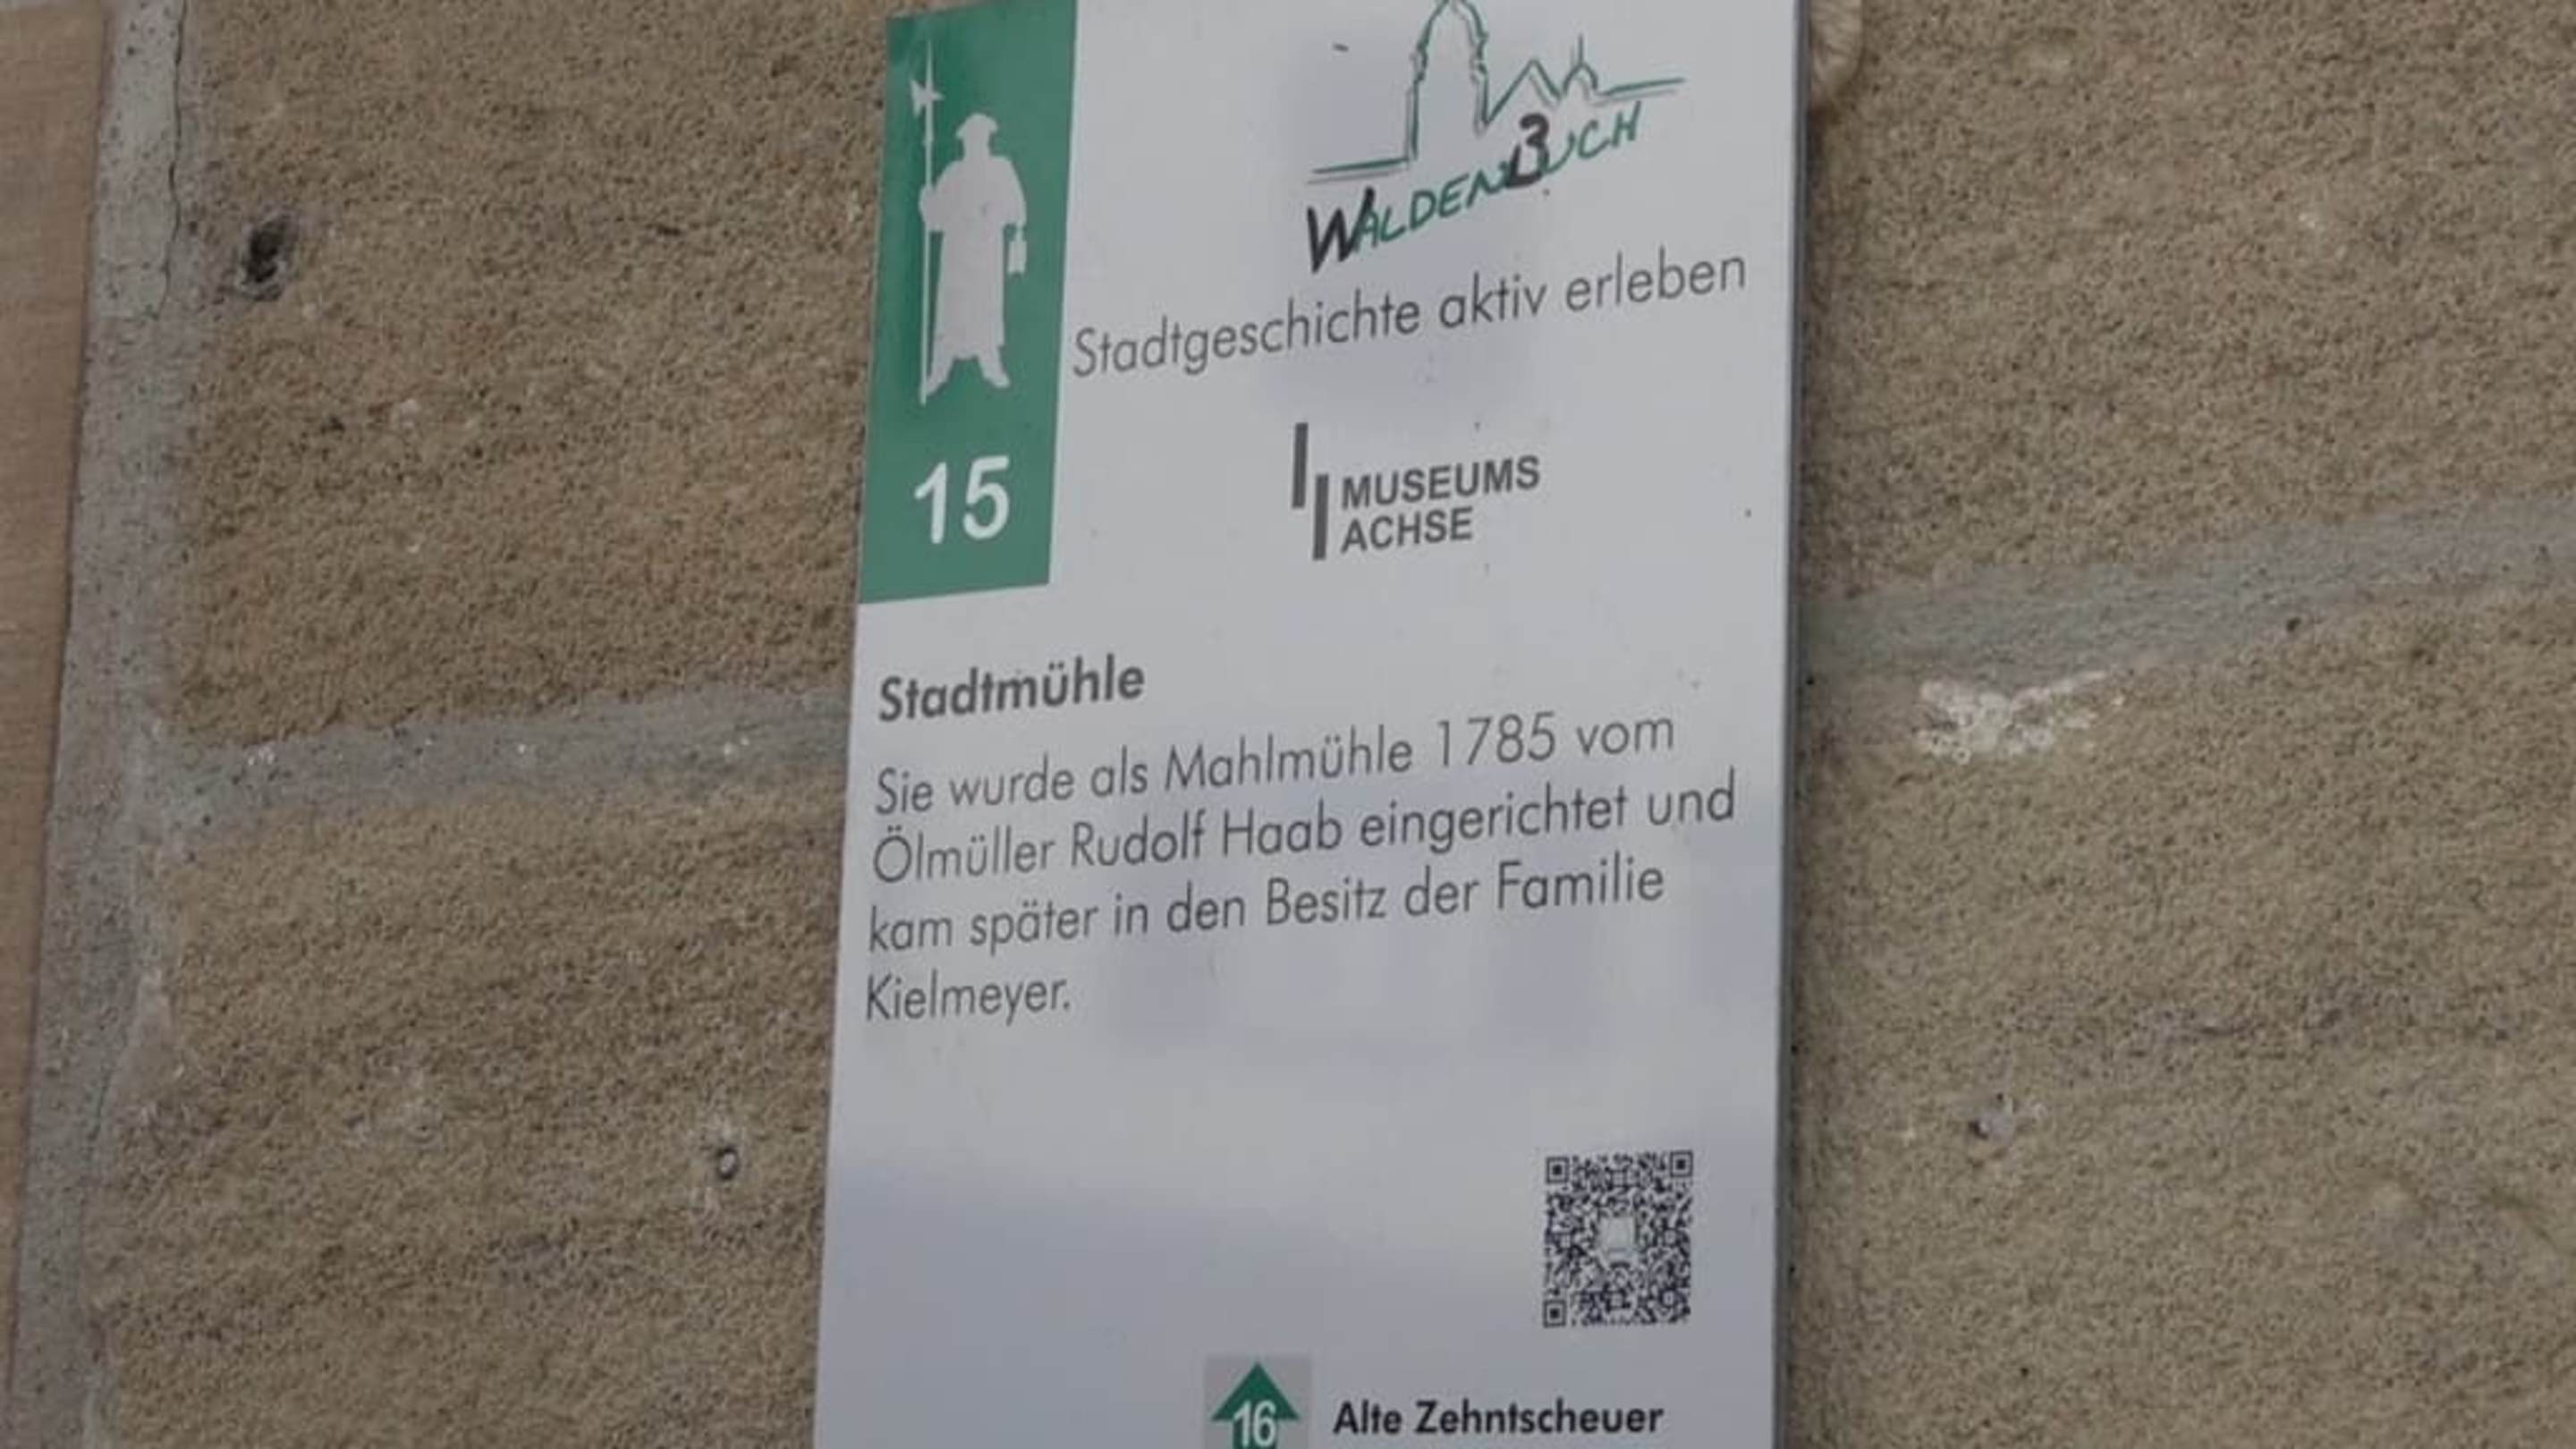 WALDENBUCH
Stadtgeschichte aktiv erleben
15
MUSEUMS
ACHSE
Stadtmühle
Sie wurde als Mahlmühle 1785 vom
Ölmüller Rudolf Haab eingerichtet und
kam später in den Besitz der Familie
Kielmeyer.
16
Alte Zehntscheuer